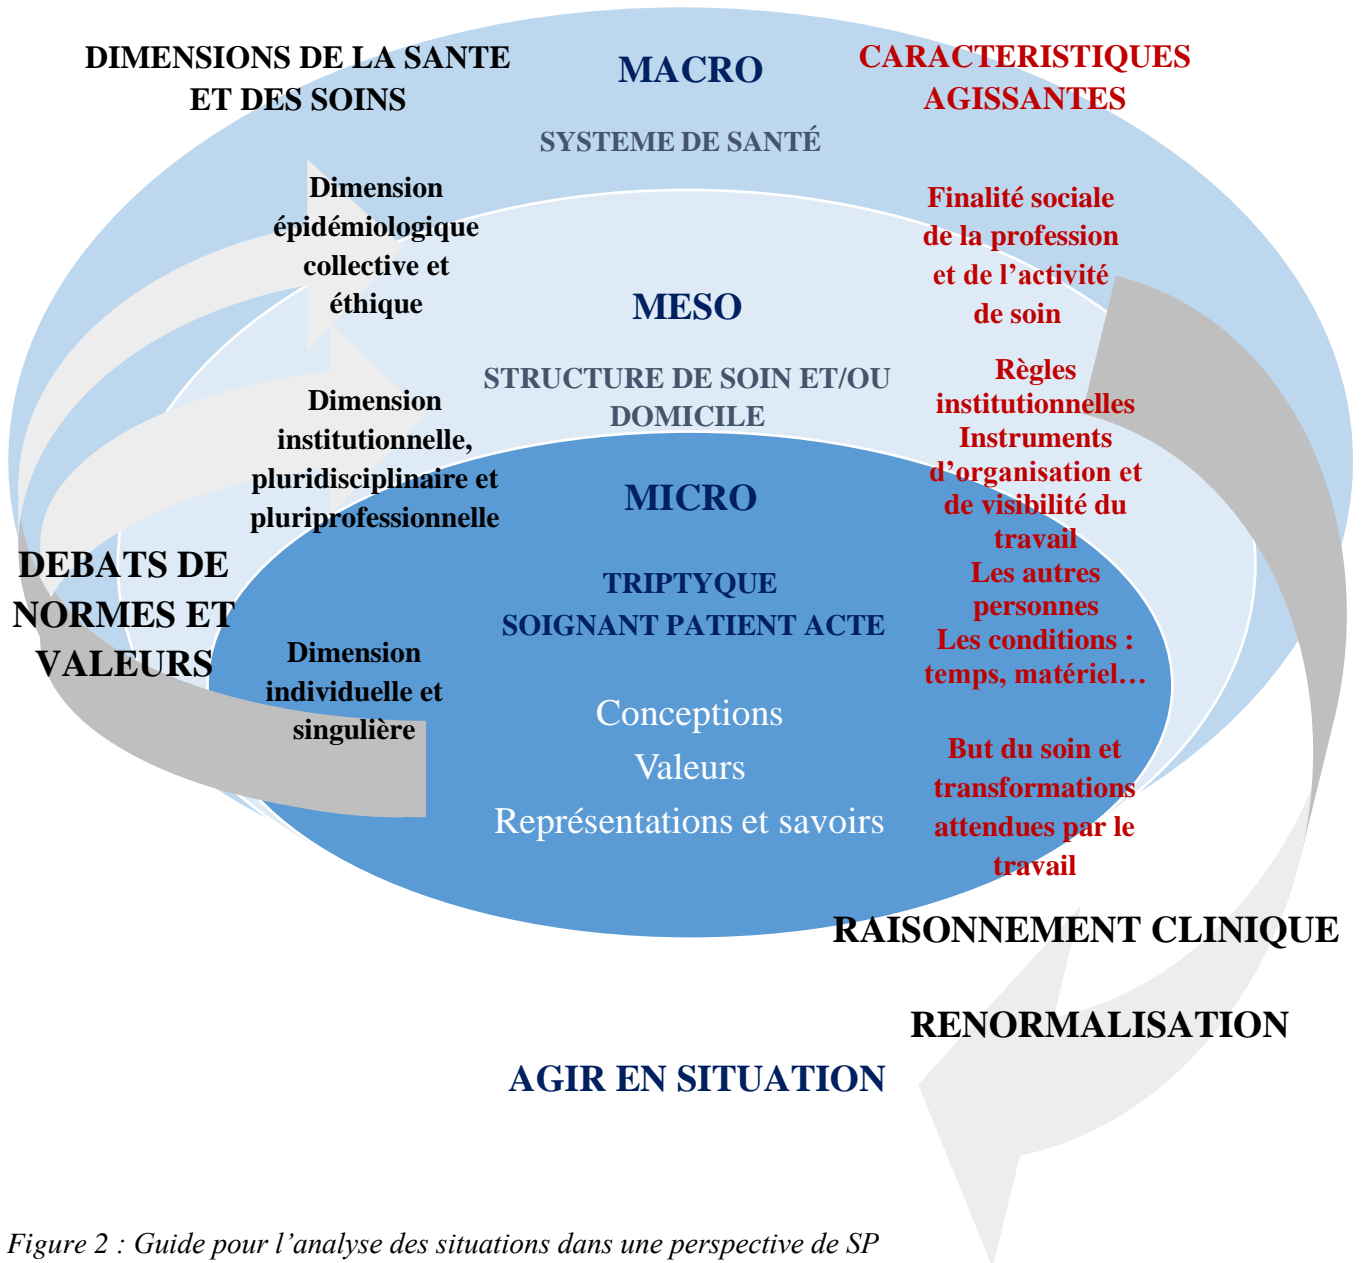 DIMENSIONS DE LA SANTE
ET DES SOINS
MACRO
SYSTEME DE SANTÉ
CARACTERISTIQUES
AGISSANTES
Dimension
épidémiologique
collective et
éthique
Finalité sociale
de la profession
et de l’activité
de soin
MESO
STRUCTURE DE SOIN ET/OU
DOMICILE
Dimension
institutionnelle,
pluridisciplinaire et
pluriprofessionnelle
Règles
institutionnelles
Instruments
d’organisation et
de visibilité du
travail
Les autres
personnes
Les conditions :
temps, matériel…
MICRO
TRIPTYQUE
SOIGNANT PATIENT ACTE
DEBATS DE
NORMES ET
VALEURS
Dimension
individuelle et
singulière
Conceptions
Valeurs
Représentations et savoirs
But du soin et
transformations
attendues par le
travail
RAISONNEMENT CLINIQUE
RENORMALISATION
AGIR EN SITUATION
Figure 2 : Guide pour l’analyse des situations dans une perspective de SP